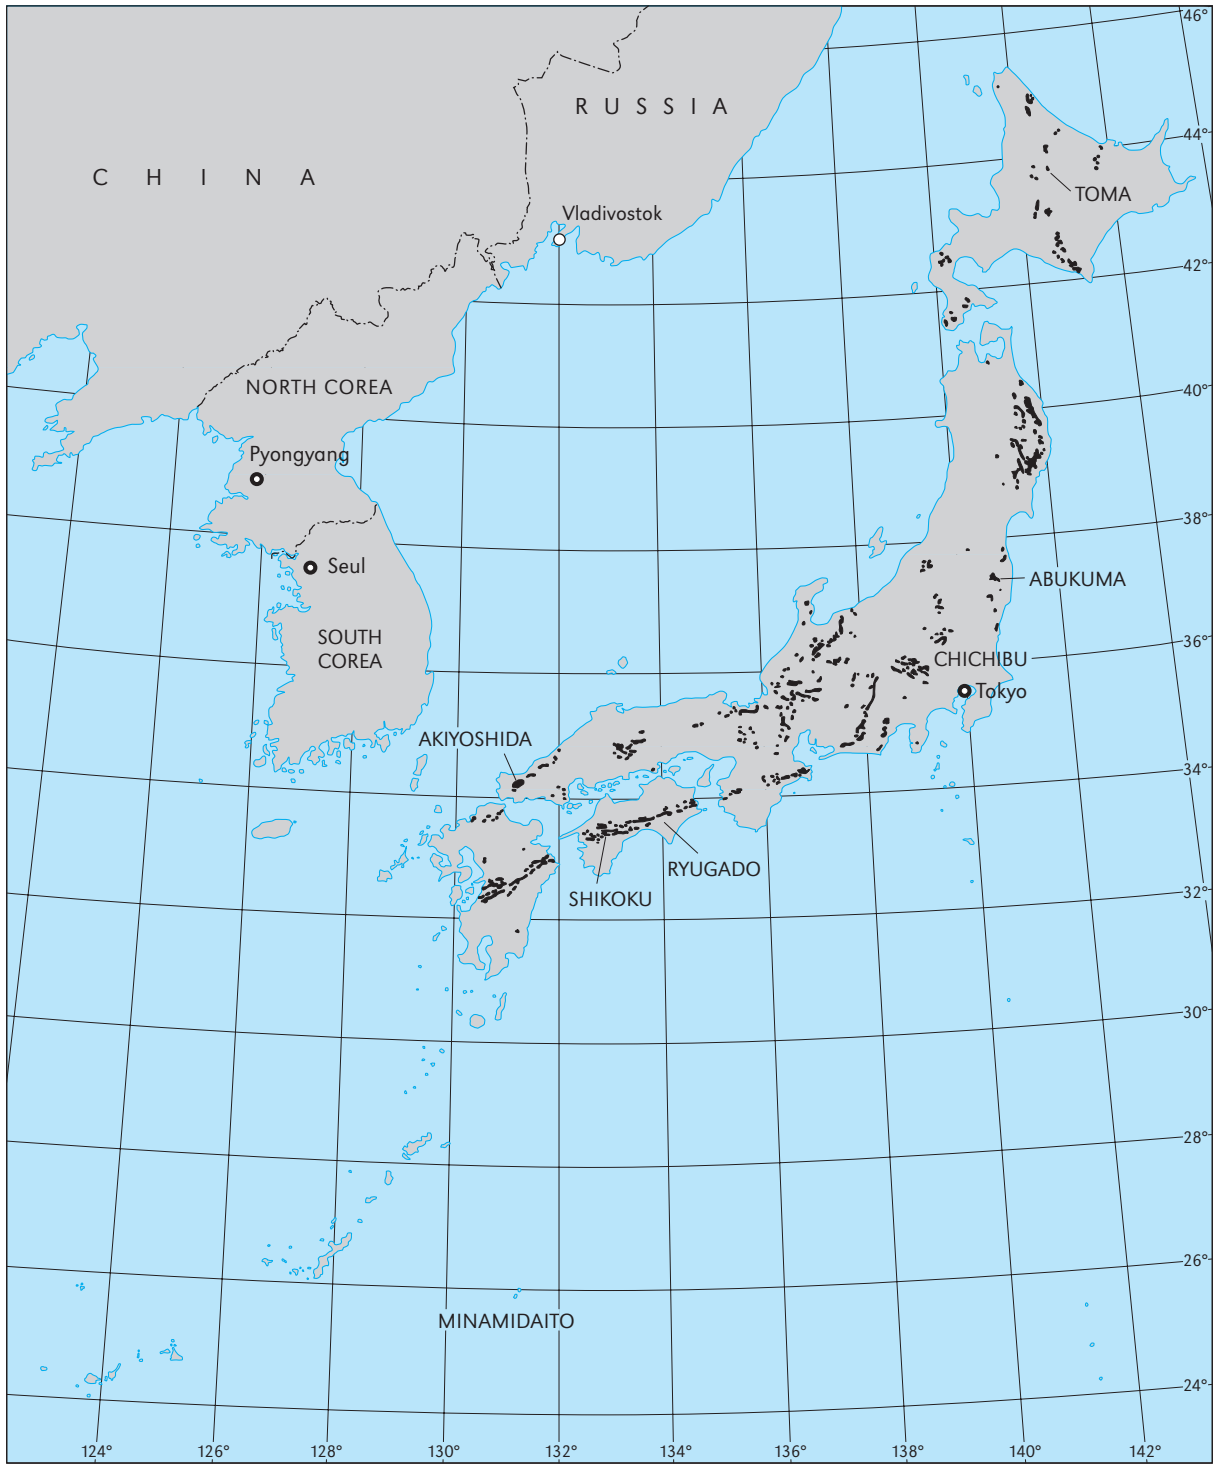 46°
RUSSIA
44°
CHINA
TOMA
Vladivostok
42°
NORTH COREA
40°
Pyongyang
38°
Seul
ABUKUMA
SOUTH
COREA
36°
CHICHIBU
Tokyo
AKIYOSHIDA
34°
RYUGADO
SHIKOKU
32°
30°
28°
26°
MINAMIDAITO
24°
124° 126° 128° 130° 132° 134° 136° 138° 140° 142°